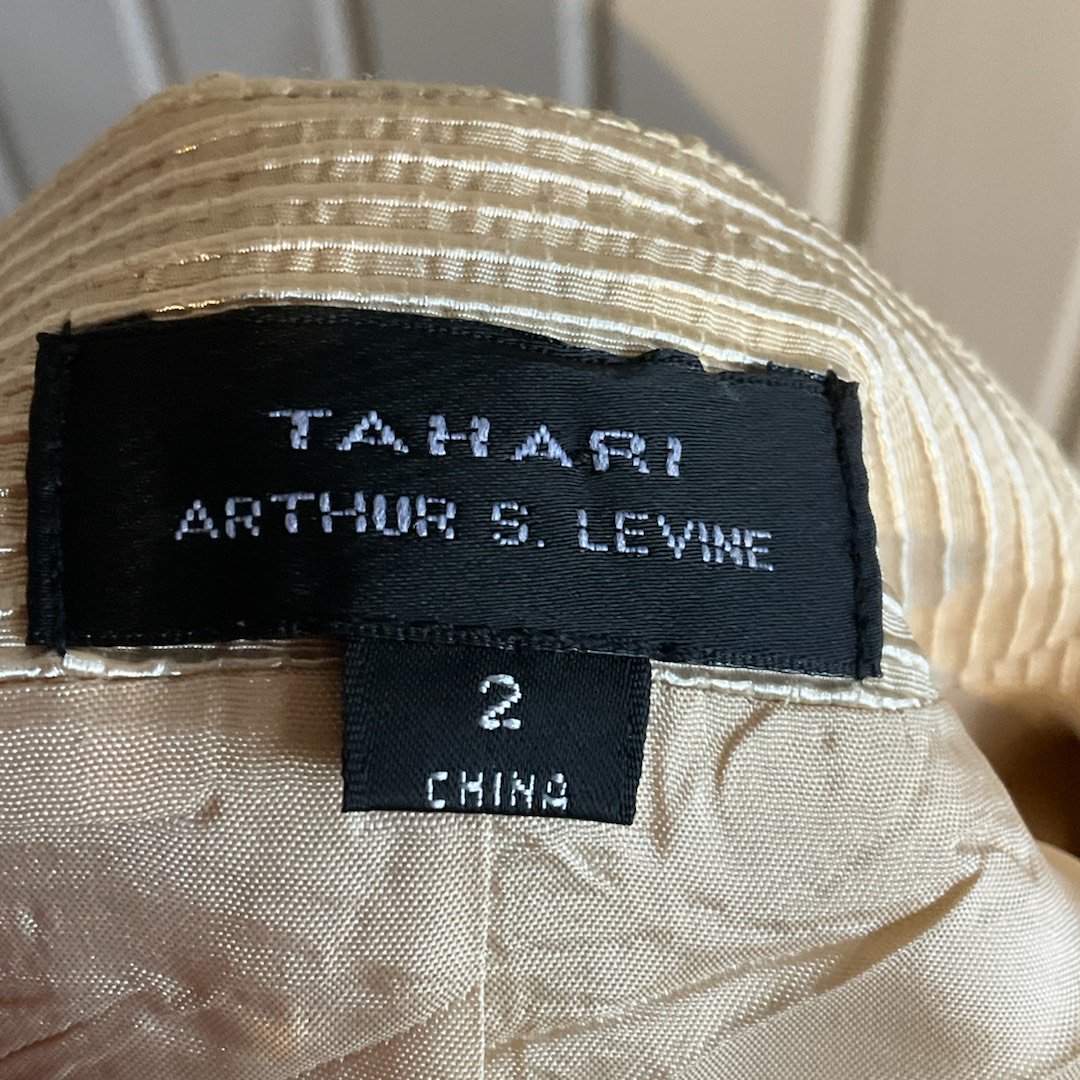 TAHARI
ARTHUR S. LEVINE
2
CHINA